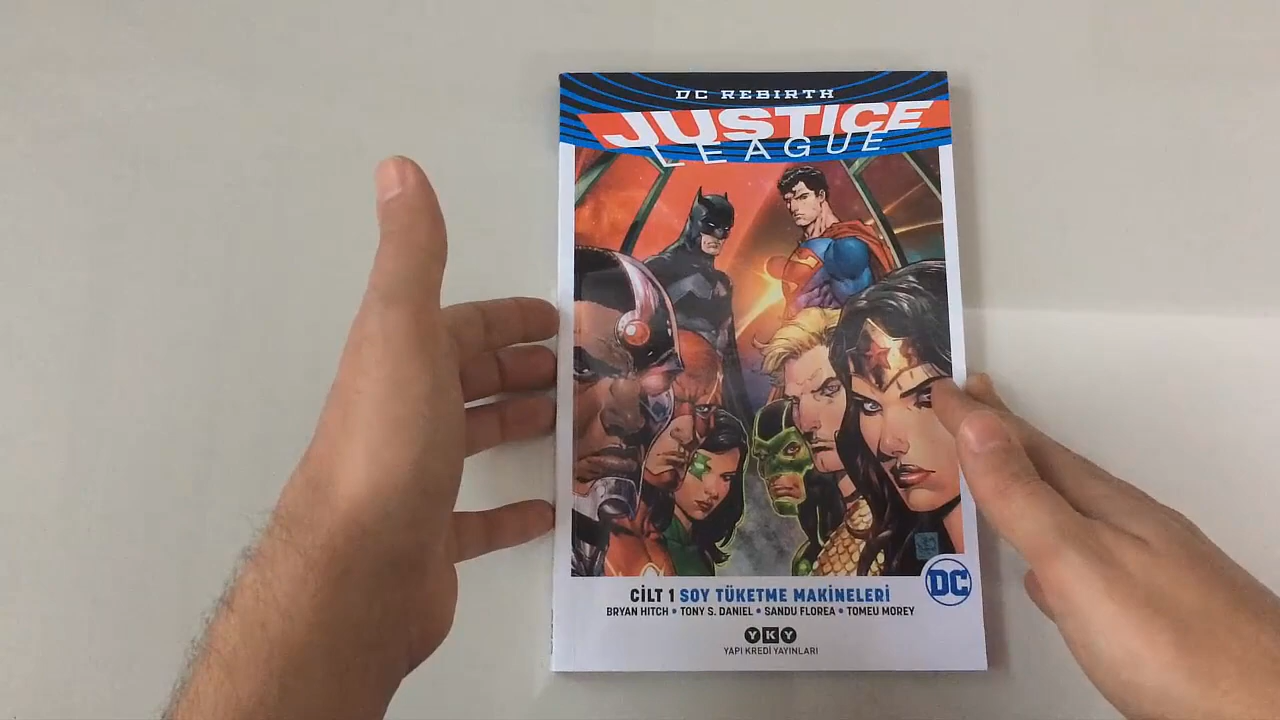 DC REBIRTH
JUSTICE
LEAGUE
DC
CİLT 1 SOY TÜKETME MAKİNELERİ
BRYAN HITCH • TONY S. DANIEL • SANDU FLOREA • TOMEU MOREY
YKY
YAPI KREDİ YAYINLARI